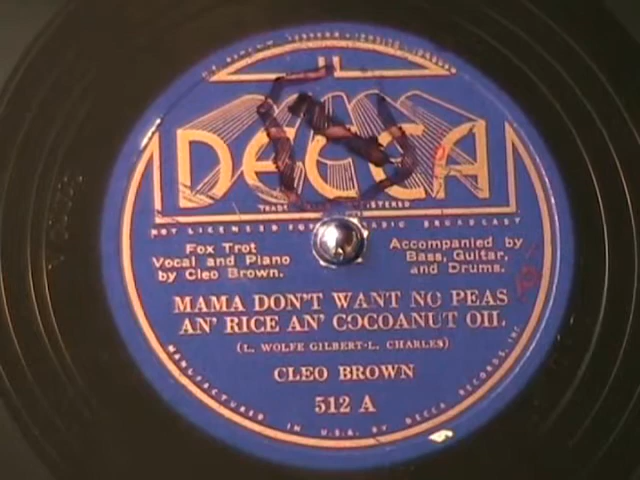 DECCA
TRADE REGISTERED
NOT LICENSED FOR RADIO BROADCAST
Fox Trot
Vocal and Piano
by Cleo Brown.
Accompanied by
Bass, Guitar,
and Drums.
MAMA DON'T WANT NO PEAS
AN' RICE AN' COCOANUT OIL
(L. WOLFE GILBERT-L. CHARLES)
CLEO BROWN
512 A
MANUFACTURED IN U.S.A. BY DECCA RECORDS, INC.